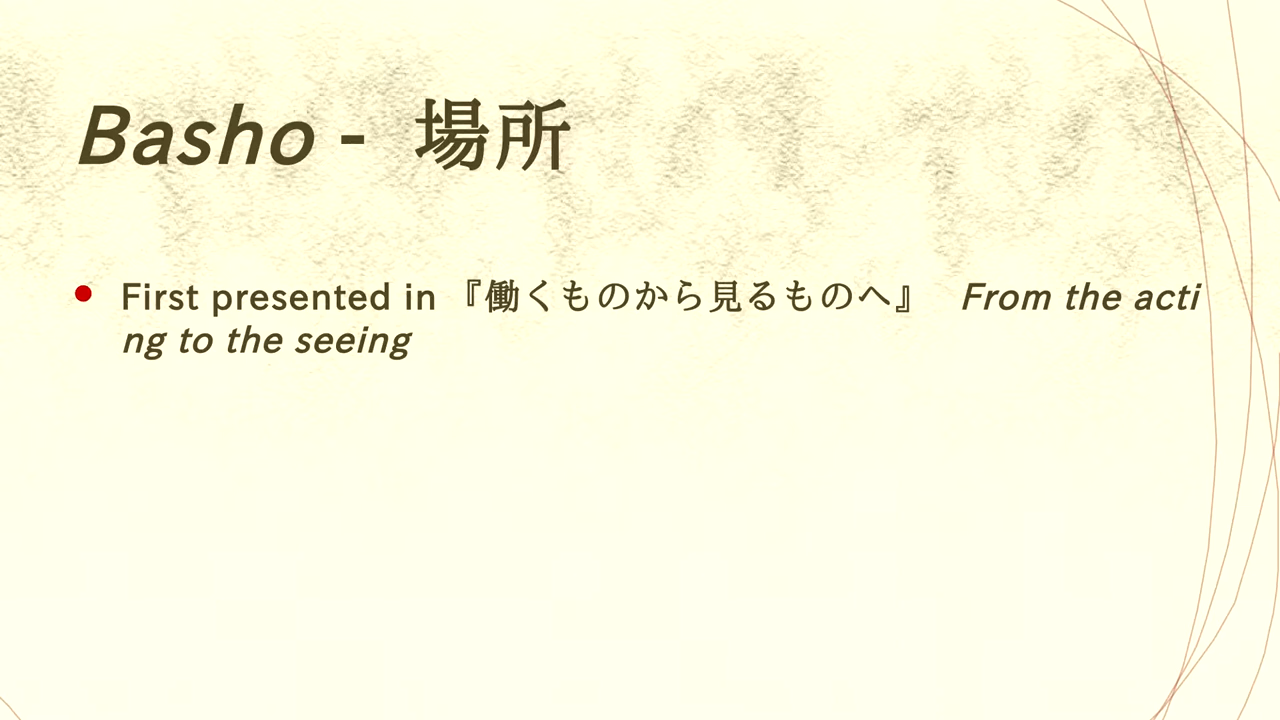 Basho - 場所
First presented in 『働くものから見るものへ』 From the acti
ng to the seeing